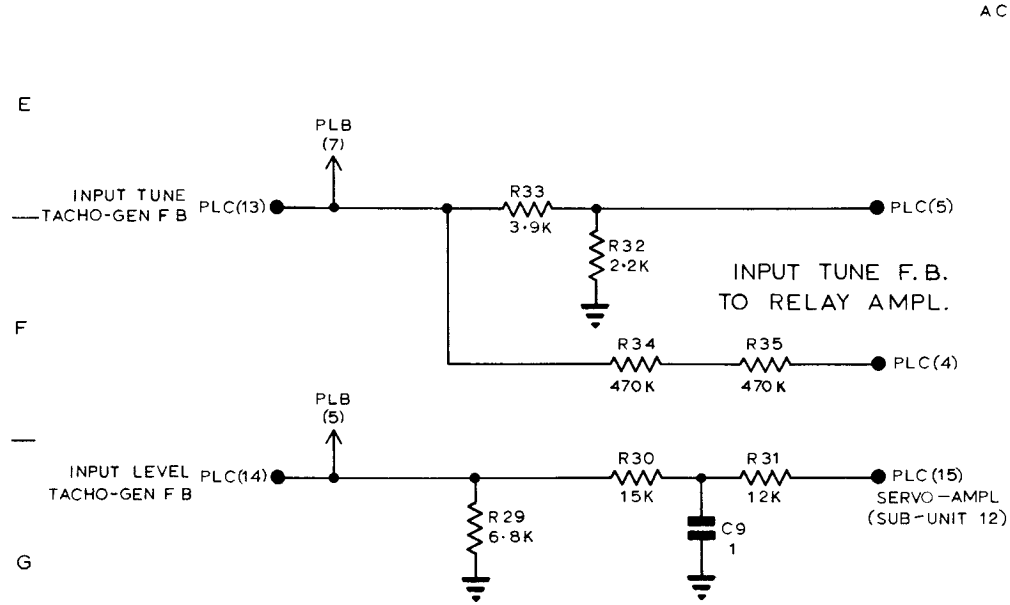 AC
E
PLB
(7)
INPUT TUNE
TACHO-GEN F B
PLC(13)
R33
3·9K
PLC(5)
R32
2·2K
INPUT TUNE F.B.
TO RELAY AMPL.
F
R34
470K
R35
470K
PLC(4)
PLB
(5)
INPUT LEVEL
TACHO-GEN F B
PLC(14)
R30
15K
R31
12K
PLC(15)
SERVO-AMPL
(SUB-UNIT 12)
R29
6·8K
C9
1
G